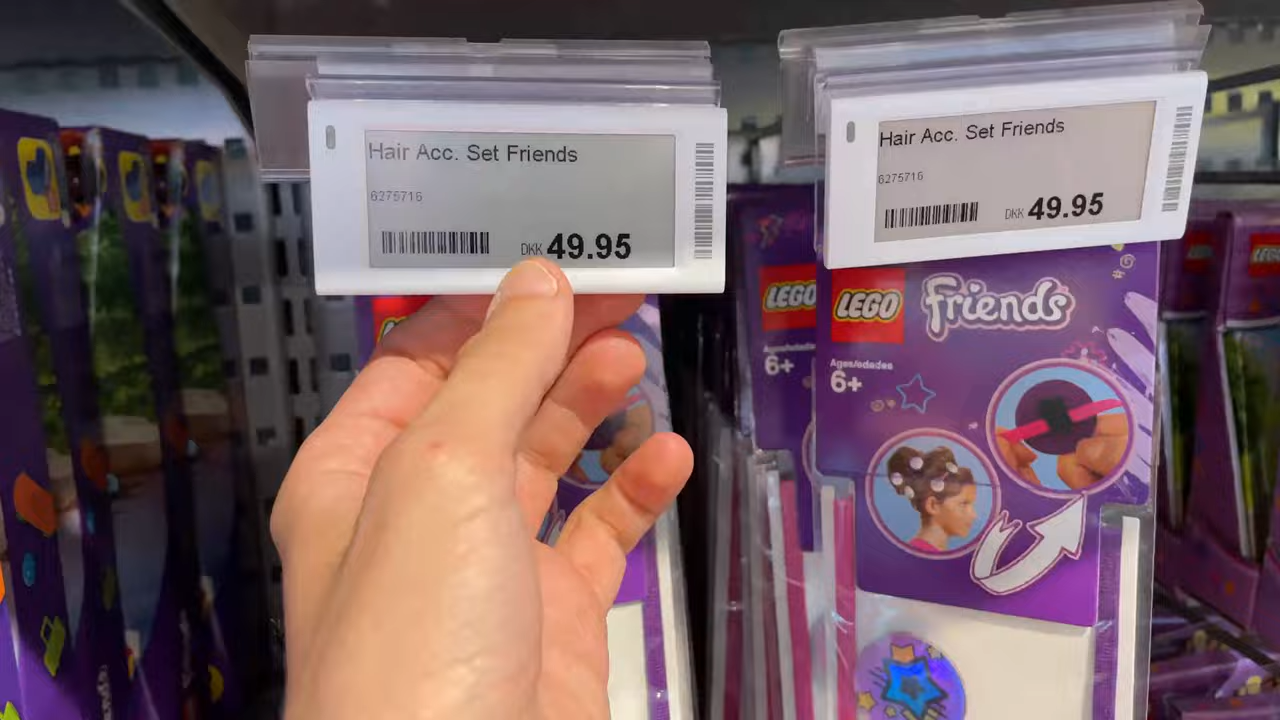 Hair Acc. Set Friends
6275716
DKK 49.95
Hair Acc. Set Friends
6275716
DKK 49.95
LEGO
Ages/edades
6+
LEGO Friends
Ages/edades
6+
LEGO